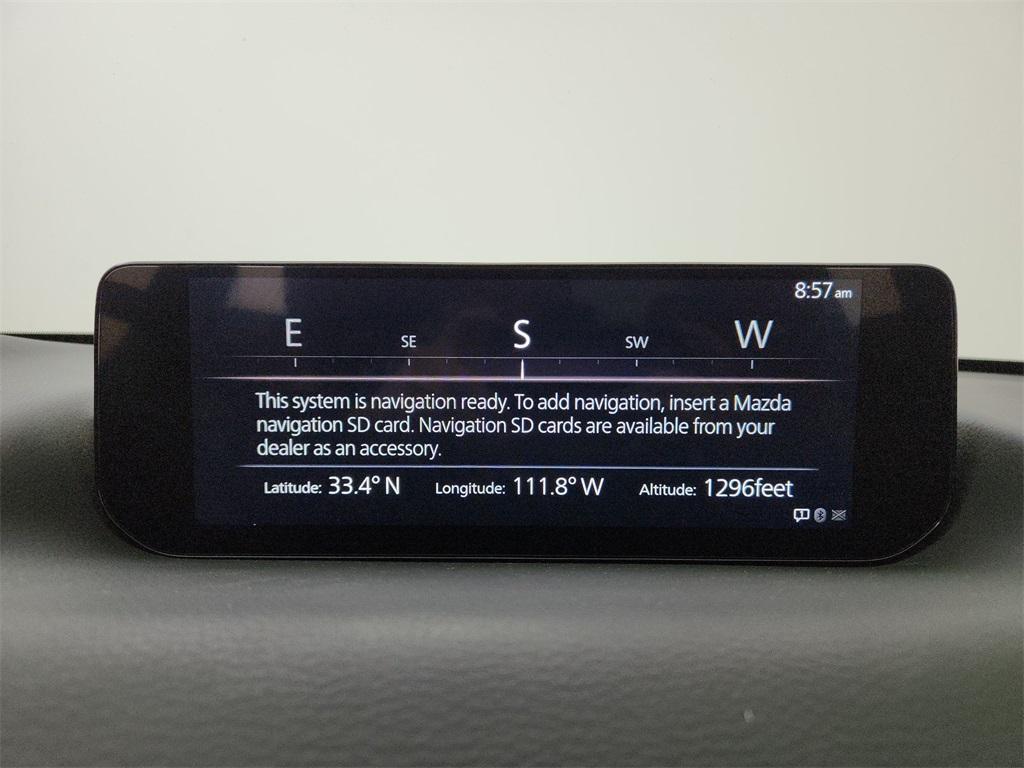 8:57 am
E SE S SW W
This system is navigation ready. To add navigation, insert a Mazda
navigation SD card. Navigation SD cards are available from your
dealer as an accessory.
Latitude: 33.4° N Longitude: 111.8° W Altitude: 1296feet